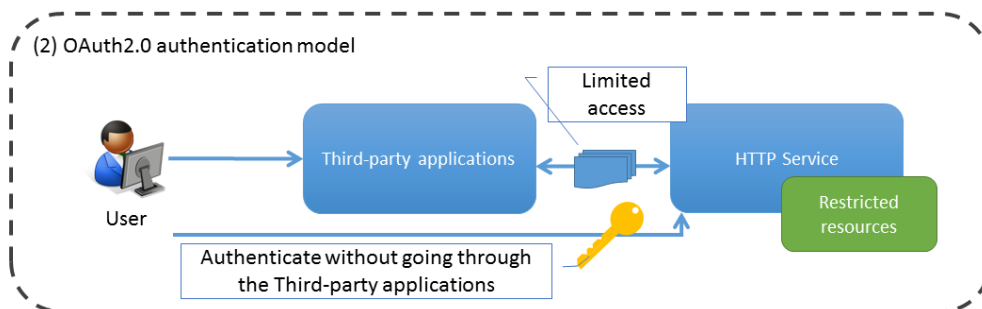 (2) OAuth2.0 authentication model
Limited
access
Third-party applications
HTTP Service
User
Restricted
resources
Authenticate without going through
the Third-party applications